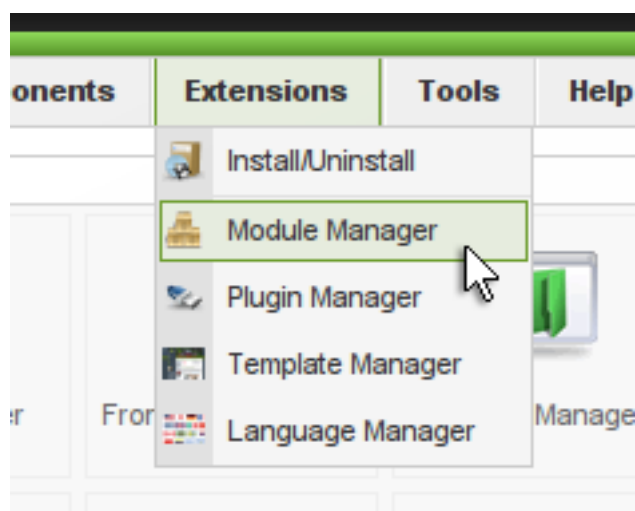 onents Extensions Tools Help
Install/Uninstall
Module Manager
Plugin Manager
Template Manager
r Fror Language Manager Manage